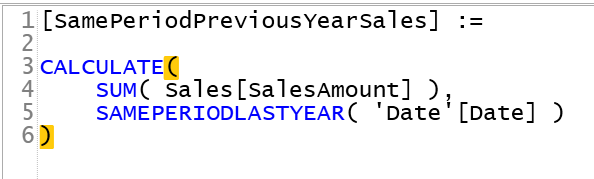 1 [SamePeriodPreviousYearSales] :=
2
3 CALCULATE(
4     SUM( Sales[SalesAmount] ),
5     SAMEPERIODLASTYEAR( 'Date'[Date] )
6 )